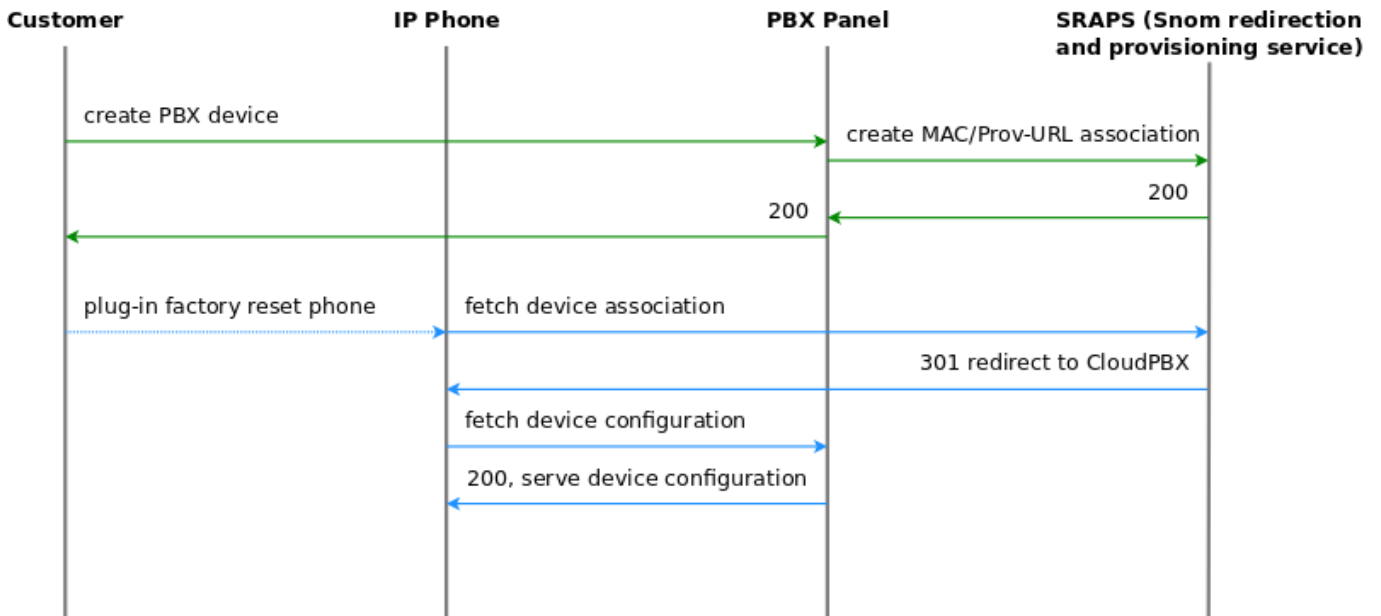 Customer
IP Phone
PBX Panel
SRAPS (Snom redirection
and provisioning service)
create PBX device
create MAC/Prov-URL association
200
200
plug-in factory reset phone
fetch device association
301 redirect to CloudPBX
fetch device configuration
200, serve device configuration